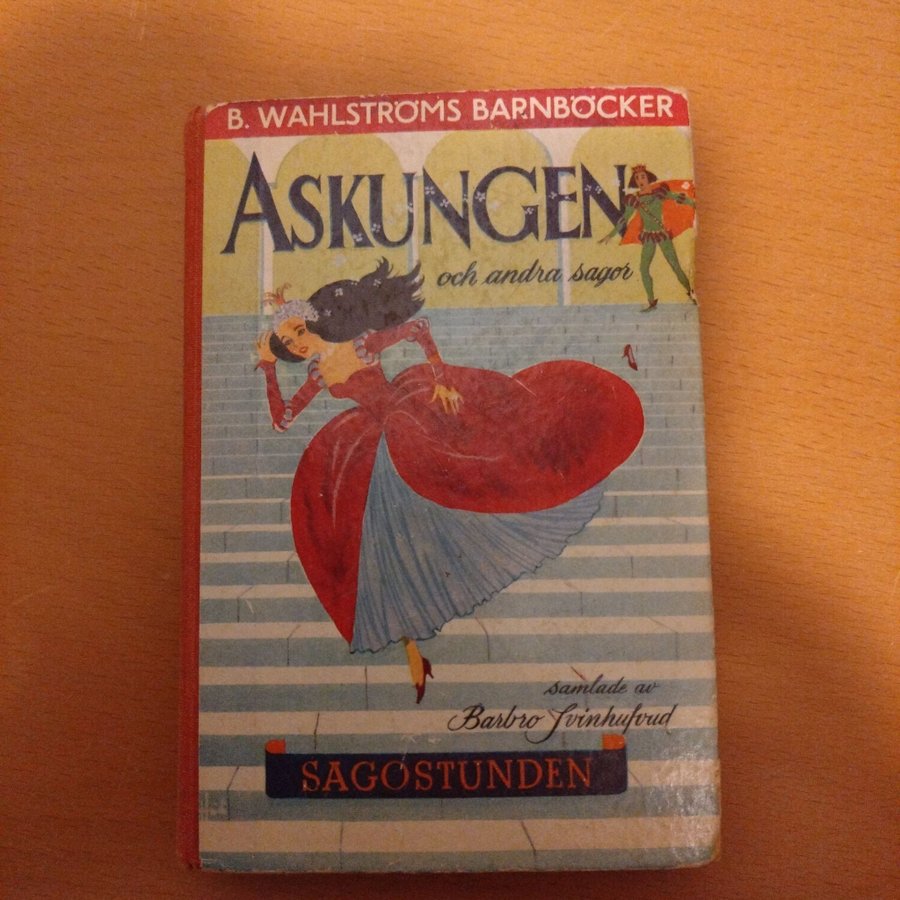 B. WAHLSTRÖMS BARNBÖCKER
ASKUNGEN
och andra sagor
samlade av
Barbro Svinhufvud
SAGOSTUNDEN